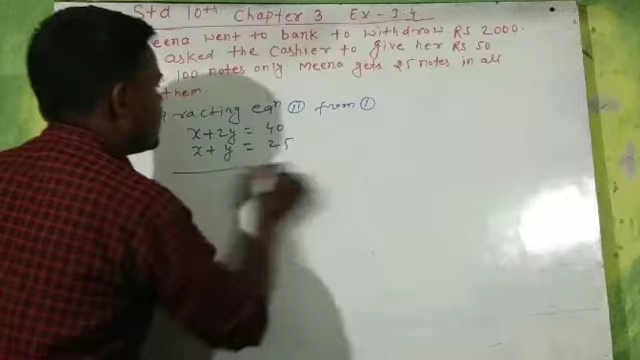 Std 10th Chapter 3 Ex-3.4
eena went to bank to withdraw RS 2000.
asked the cashier to give her RS 50
100 notes only Meena gets 25 notes in all
them.
racting eqn (II) from (I)
x+2y = 40
x+ y = 25